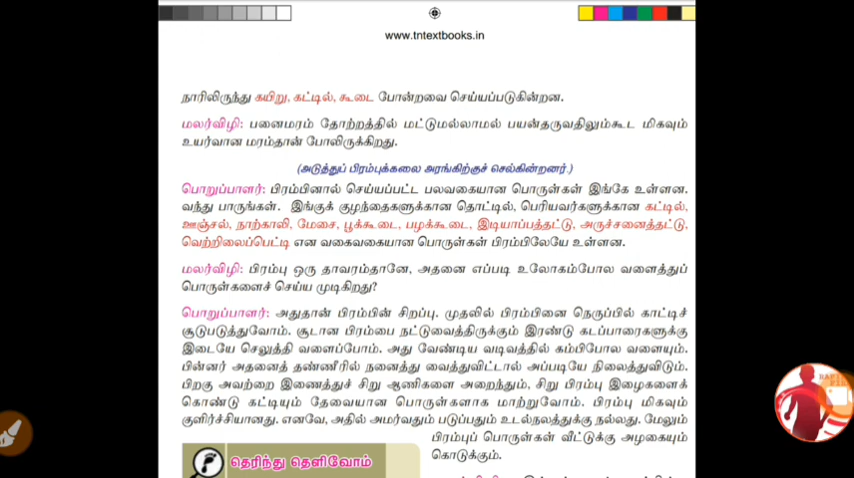 www.tntextbooks.in
நாரிலிருந்து கயிறு, கட்டில், கூடை போன்றவை செய்யப்படுகின்றன.
மலர்விழி: பனைமரம் தோற்றத்தில் மட்டுமல்லாமல் பயன்தருவதிலும்கூட மிகவும்
உயர்வான மரம்தான் போலிருக்கிறது.
(அடுத்துப் பிரம்புக்கலை அரங்கிற்குச் செல்கின்றனர்.)
பொறுப்பாளர்: பிரம்பினால் செய்யப்பட்ட பலவகையான பொருள்கள் இங்கே உள்ளன.
வந்து பாருங்கள். இங்குக் குழந்தைகளுக்கான தொட்டில், பெரியவர்களுக்கான கட்டில்,
ஊஞ்சல், நாற்காலி, மேசை, பூக்கூடை, பழக்கூடை, இடியாப்பத்தட்டு, அருச்சனைத்தட்டு,
வெற்றிலைப்பெட்டி என வகைவகையான பொருள்கள் பிரம்பிலேயே உள்ளன.
மலர்விழி: பிரம்பு ஒரு தாவரம்தானே, அதனை எப்படி உலோகம்போல வளைத்துப்
பொருள்களைச் செய்ய முடிகிறது?
பொறுப்பாளர்: அதுதான் பிரம்பின் சிறப்பு. முதலில் பிரம்பினை நெருப்பில் காட்டிச்
சூடுபடுத்துவோம். சூடான பிரம்பை நட்டுவைத்திருக்கும் இரண்டு கடப்பாரைகளுக்கு
இடையே செலுத்தி வளைப்போம். அது வேண்டிய வடிவத்தில் கம்பிபோல வளையும்.
பின்னர் அதனைத் தண்ணீரில் நனைத்து வைத்துவிட்டால் அப்படியே நிலைத்துவிடும்.
பிறகு அவற்றை இணைத்துச் சிறு ஆணிகளை அறைந்தும், சிறு பிரம்பு இழைகளைக்
கொண்டு கட்டியும் தேவையான பொருள்களாக மாற்றுவோம். பிரம்பு மிகவும்
குளிர்ச்சியானது. எனவே, அதில் அமர்வதும் படுப்பதும் உடல்நலத்துக்கு நல்லது. மேலும்
பிரம்புப் பொருள்கள் வீட்டுக்கு அழகையும்
கொடுக்கும்.
தெரிந்து தெளிவோம்